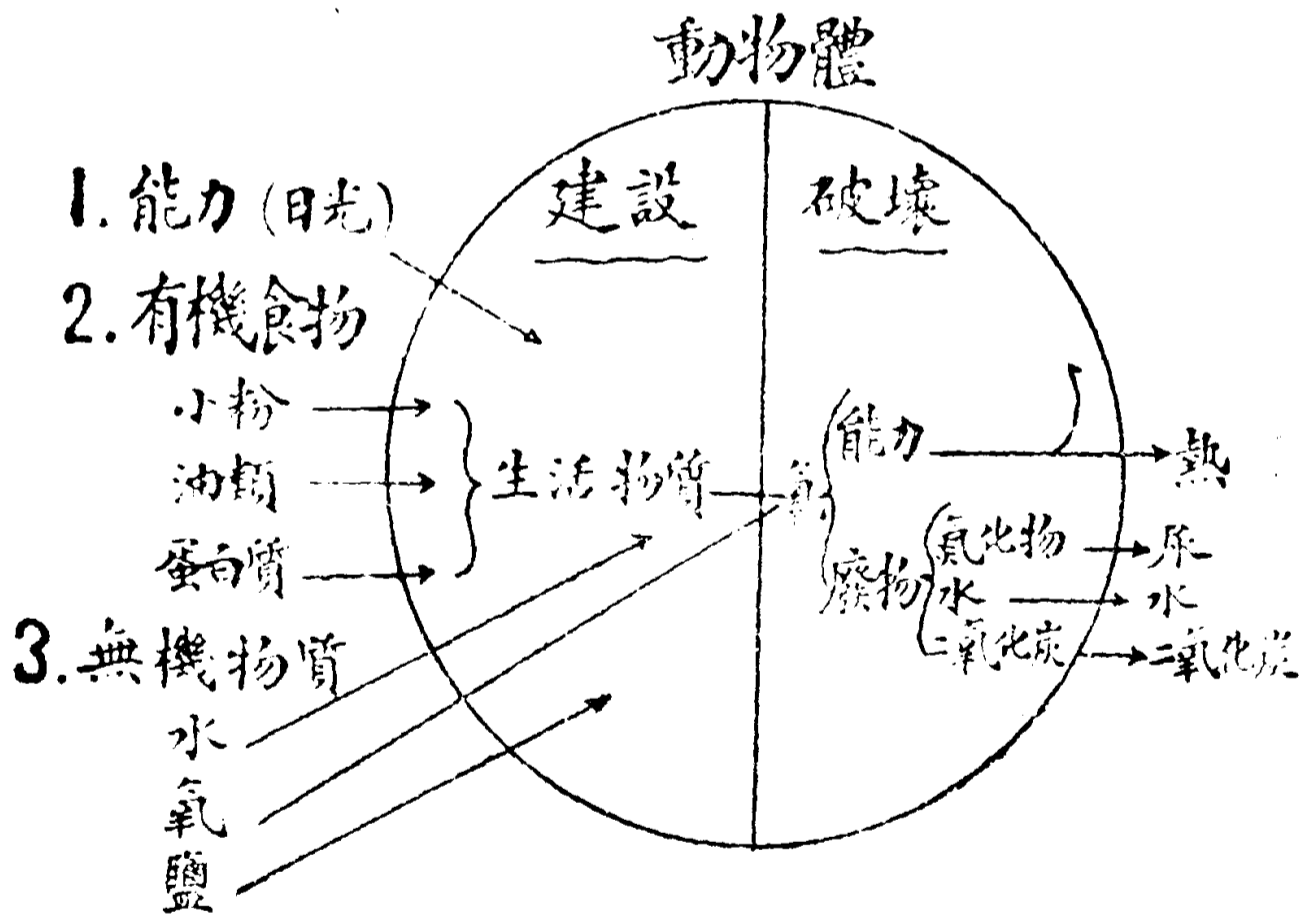 動物體
建設
破壞
1. 能力(日光)
2. 有機食物
小粉
油類
蛋白質
3. 無機物質
水
氧
鹽
生活物質
氧
能力
熱
廢物
氮化物
尿
水
水
二氧化炭
二氧化炭